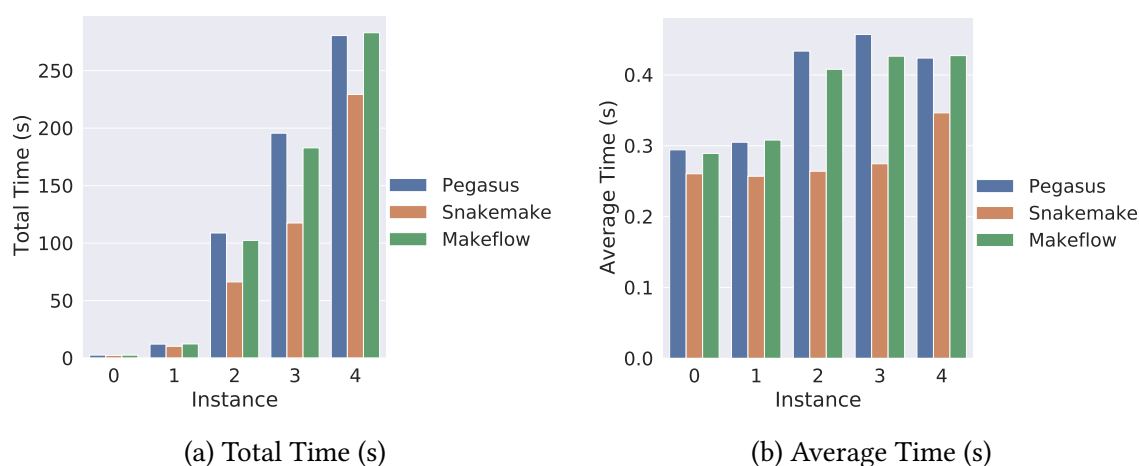 250
200
150
100
50
0
Total Time (s)
0 1 2 3 4
Instance
Pegasus
Snakemake
Makeflow
(a) Total Time (s)
0.4
0.3
0.2
0.1
0.0
Average Time (s)
0 1 2 3 4
Instance
Pegasus
Snakemake
Makeflow
(b) Average Time (s)